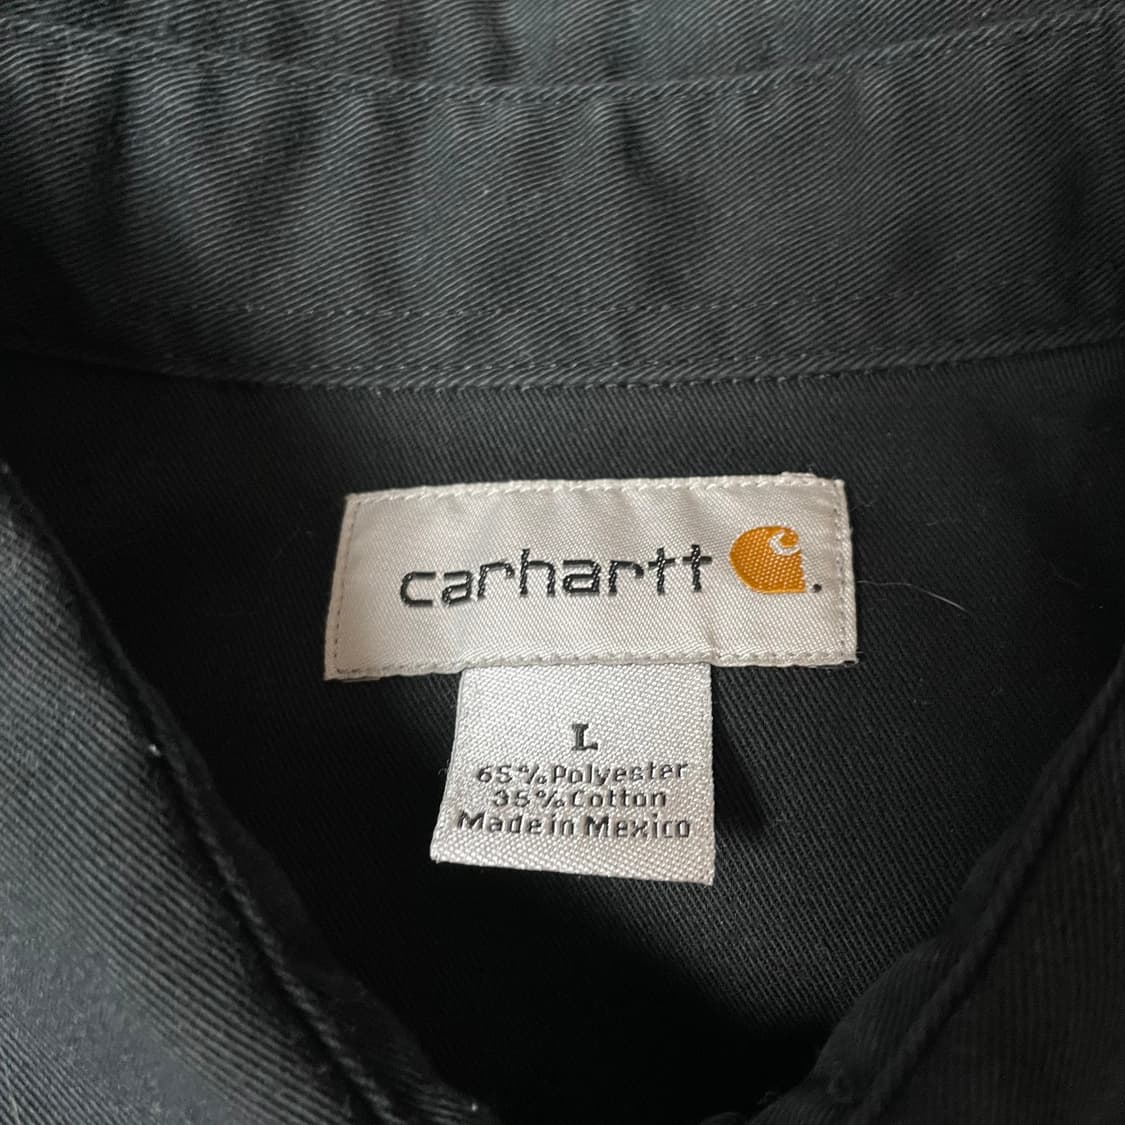 carhartt
L
65% Polyester
35% Cotton
Made in Mexico